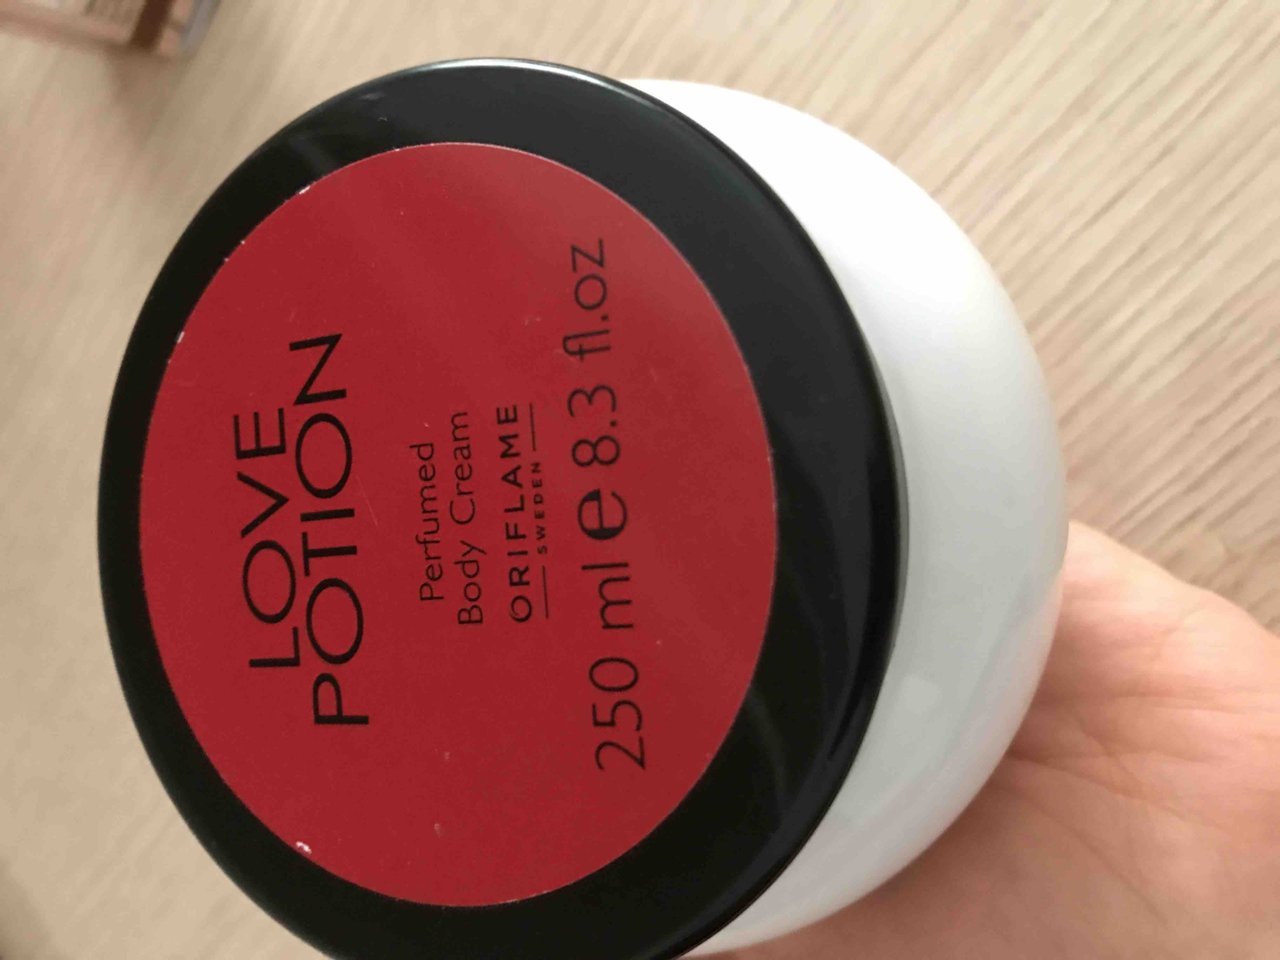 LOVE
POTION
Perfumed
Body Cream
ORIFLAME
SWEDEN
250 ml e 8.3 fl.oz